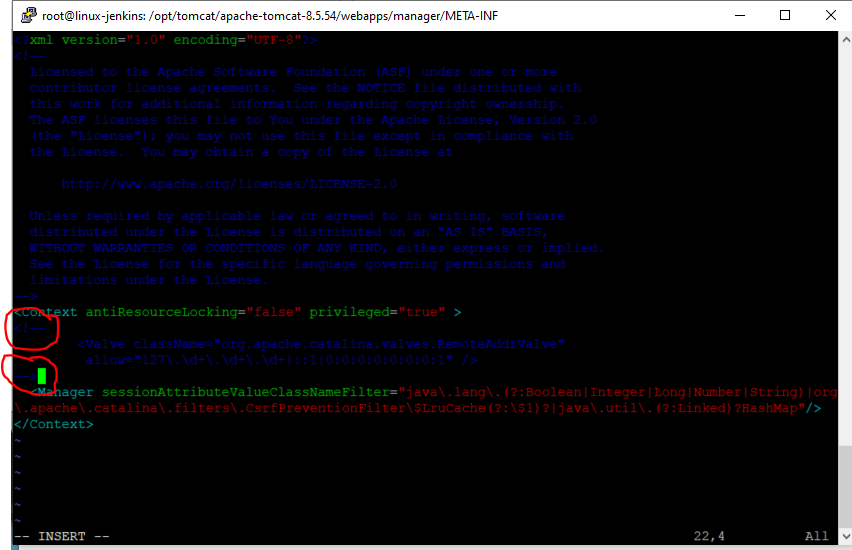 root@linux-jenkins: /opt/tomcat/apache-tomcat-8.5.54/webapps/manager/META-INF
<?xml version="1.0" encoding="UTF-8"?>
<!--
  Licensed to the Apache Software Foundation (ASF) under one or more
  contributor license agreements.  See the NOTICE file distributed with
  this work for additional information regarding copyright ownership.
  The ASF licenses this file to You under the Apache License, Version 2.0
  (the "License"); you may not use this file except in compliance with
  the License.  You may obtain a copy of the License at

      http://www.apache.org/licenses/LICENSE-2.0

  Unless required by applicable law or agreed to in writing, software
  distributed under the License is distributed on an "AS IS" BASIS,
  WITHOUT WARRANTIES OR CONDITIONS OF ANY KIND, either express or implied.
  See the License for the specific language governing permissions and
  limitations under the License.
-->
<Context antiResourceLocking="false" privileged="true" >
<!--
        <Valve className="org.apache.catalina.valves.RemoteAddrValve"
         allow="127\.\d+\.\d+\.\d+|::1|0:0:0:0:0:0:0:1" />
-->
  <Manager sessionAttributeValueClassNameFilter="java\.lang\.(?:Boolean|Integer|Long|Number|String)|org
\.apache\.catalina\.filters\.CsrfPreventionFilter\$LruCache(?:\$1)?|java\.util\.(?:Linked)?HashMap"/>
</Context>
~
~
~
~
~
~
-- INSERT -- 22,4 All